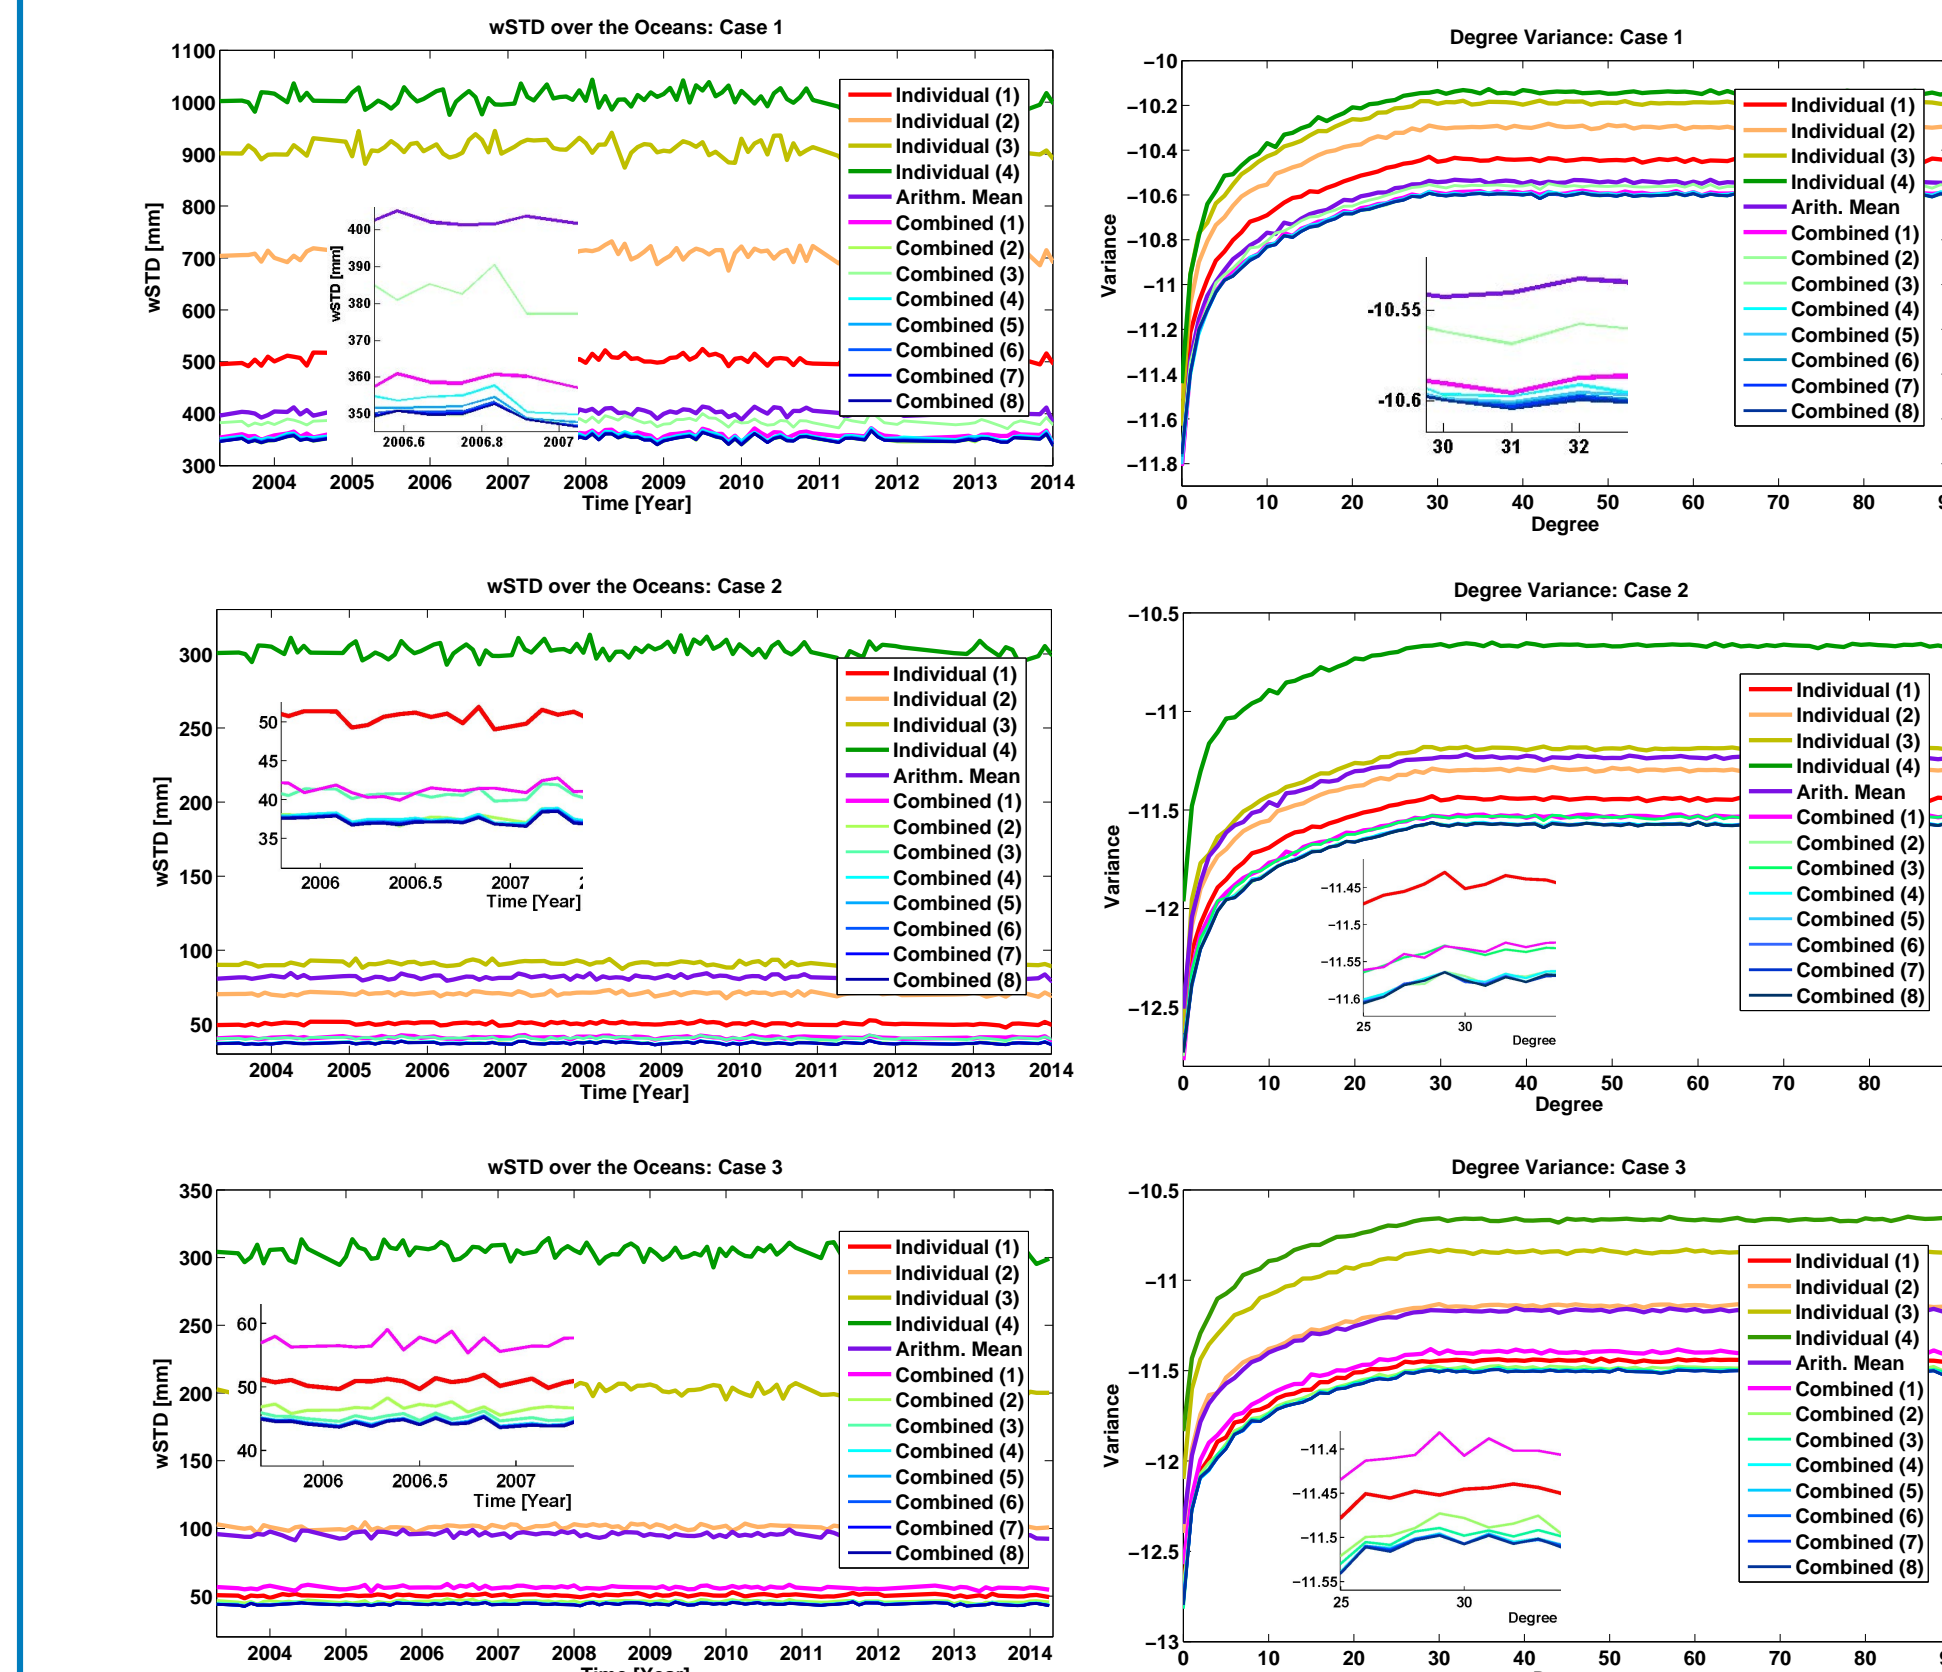 wSTD over the Oceans: Case 1
1100
1000
900
800
700
600
500
400
300
wSTD [mm]
2004 2005 2006 2007 2008 2009 2010 2011 2012 2013 2014
Time [Year]
400
390
380
370
360
350
wSTD [mm]
2006.6 2006.8 2007
Individual (1)
Individual (2)
Individual (3)
Individual (4)
Arithm. Mean
Combined (1)
Combined (2)
Combined (3)
Combined (4)
Combined (5)
Combined (6)
Combined (7)
Combined (8)
Degree Variance: Case 1
−10
−10.2
−10.4
−10.6
−10.8
−11
−11.2
−11.4
−11.6
−11.8
Variance
0 10 20 30 40 50 60 70 80
Degree
-10.55
-10.6
30 31 32
Individual (1)
Individual (2)
Individual (3)
Individual (4)
Arith. Mean
Combined (1)
Combined (2)
Combined (3)
Combined (4)
Combined (5)
Combined (6)
Combined (7)
Combined (8)
wSTD over the Oceans: Case 2
300
250
200
150
100
50
wSTD [mm]
2004 2005 2006 2007 2008 2009 2010 2011 2012 2013 2014
Time [Year]
50
45
40
35
2006 2006.5 2007
Time [Year]
Individual (1)
Individual (2)
Individual (3)
Individual (4)
Arithm. Mean
Combined (1)
Combined (2)
Combined (3)
Combined (4)
Combined (5)
Combined (6)
Combined (7)
Combined (8)
Degree Variance: Case 2
−10.5
−11
−11.5
−12
−12.5
Variance
0 10 20 30 40 50 60 70 80
Degree
−11.45
−11.5
−11.55
−11.6
25 30
Degree
Individual (1)
Individual (2)
Individual (3)
Individual (4)
Arith. Mean
Combined (1)
Combined (2)
Combined (3)
Combined (4)
Combined (5)
Combined (6)
Combined (7)
Combined (8)
wSTD over the Oceans: Case 3
350
300
250
200
150
100
50
wSTD [mm]
2004 2005 2006 2007 2008 2009 2010 2011 2012 2013 2014
Time [Year]
60
50
40
2006 2006.5 2007
Time [Year]
Individual (1)
Individual (2)
Individual (3)
Individual (4)
Arithm. Mean
Combined (1)
Combined (2)
Combined (3)
Combined (4)
Combined (5)
Combined (6)
Combined (7)
Combined (8)
Degree Variance: Case 3
−10.5
−11
−11.5
−12
−12.5
−13
Variance
0 10 20 30 40 50 60 70 80
−11.4
−11.45
−11.5
−11.55
25 30
Degree
Individual (1)
Individual (2)
Individual (3)
Individual (4)
Arith. Mean
Combined (1)
Combined (2)
Combined (3)
Combined (4)
Combined (5)
Combined (6)
Combined (7)
Combined (8)